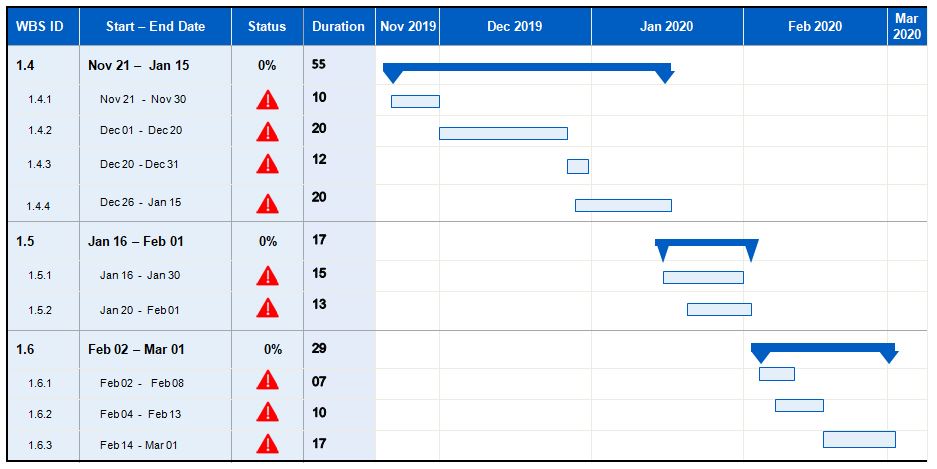 WBS ID Start – End Date Status Duration Nov 2019 Dec 2019 Jan 2020 Feb 2020 Mar 2020
1.4 Nov 21 – Jan 15 0% 55
1.4.1 Nov 21 - Nov 30 10
1.4.2 Dec 01 - Dec 20 20
1.4.3 Dec 20 - Dec 31 12
1.4.4 Dec 26 - Jan 15 20
1.5 Jan 16 – Feb 01 0% 17
1.5.1 Jan 16 - Jan 30 15
1.5.2 Jan 20 - Feb 01 13
1.6 Feb 02 – Mar 01 0% 29
1.6.1 Feb 02 - Feb 08 07
1.6.2 Feb 04 - Feb 13 10
1.6.3 Feb 14 - Mar 01 17